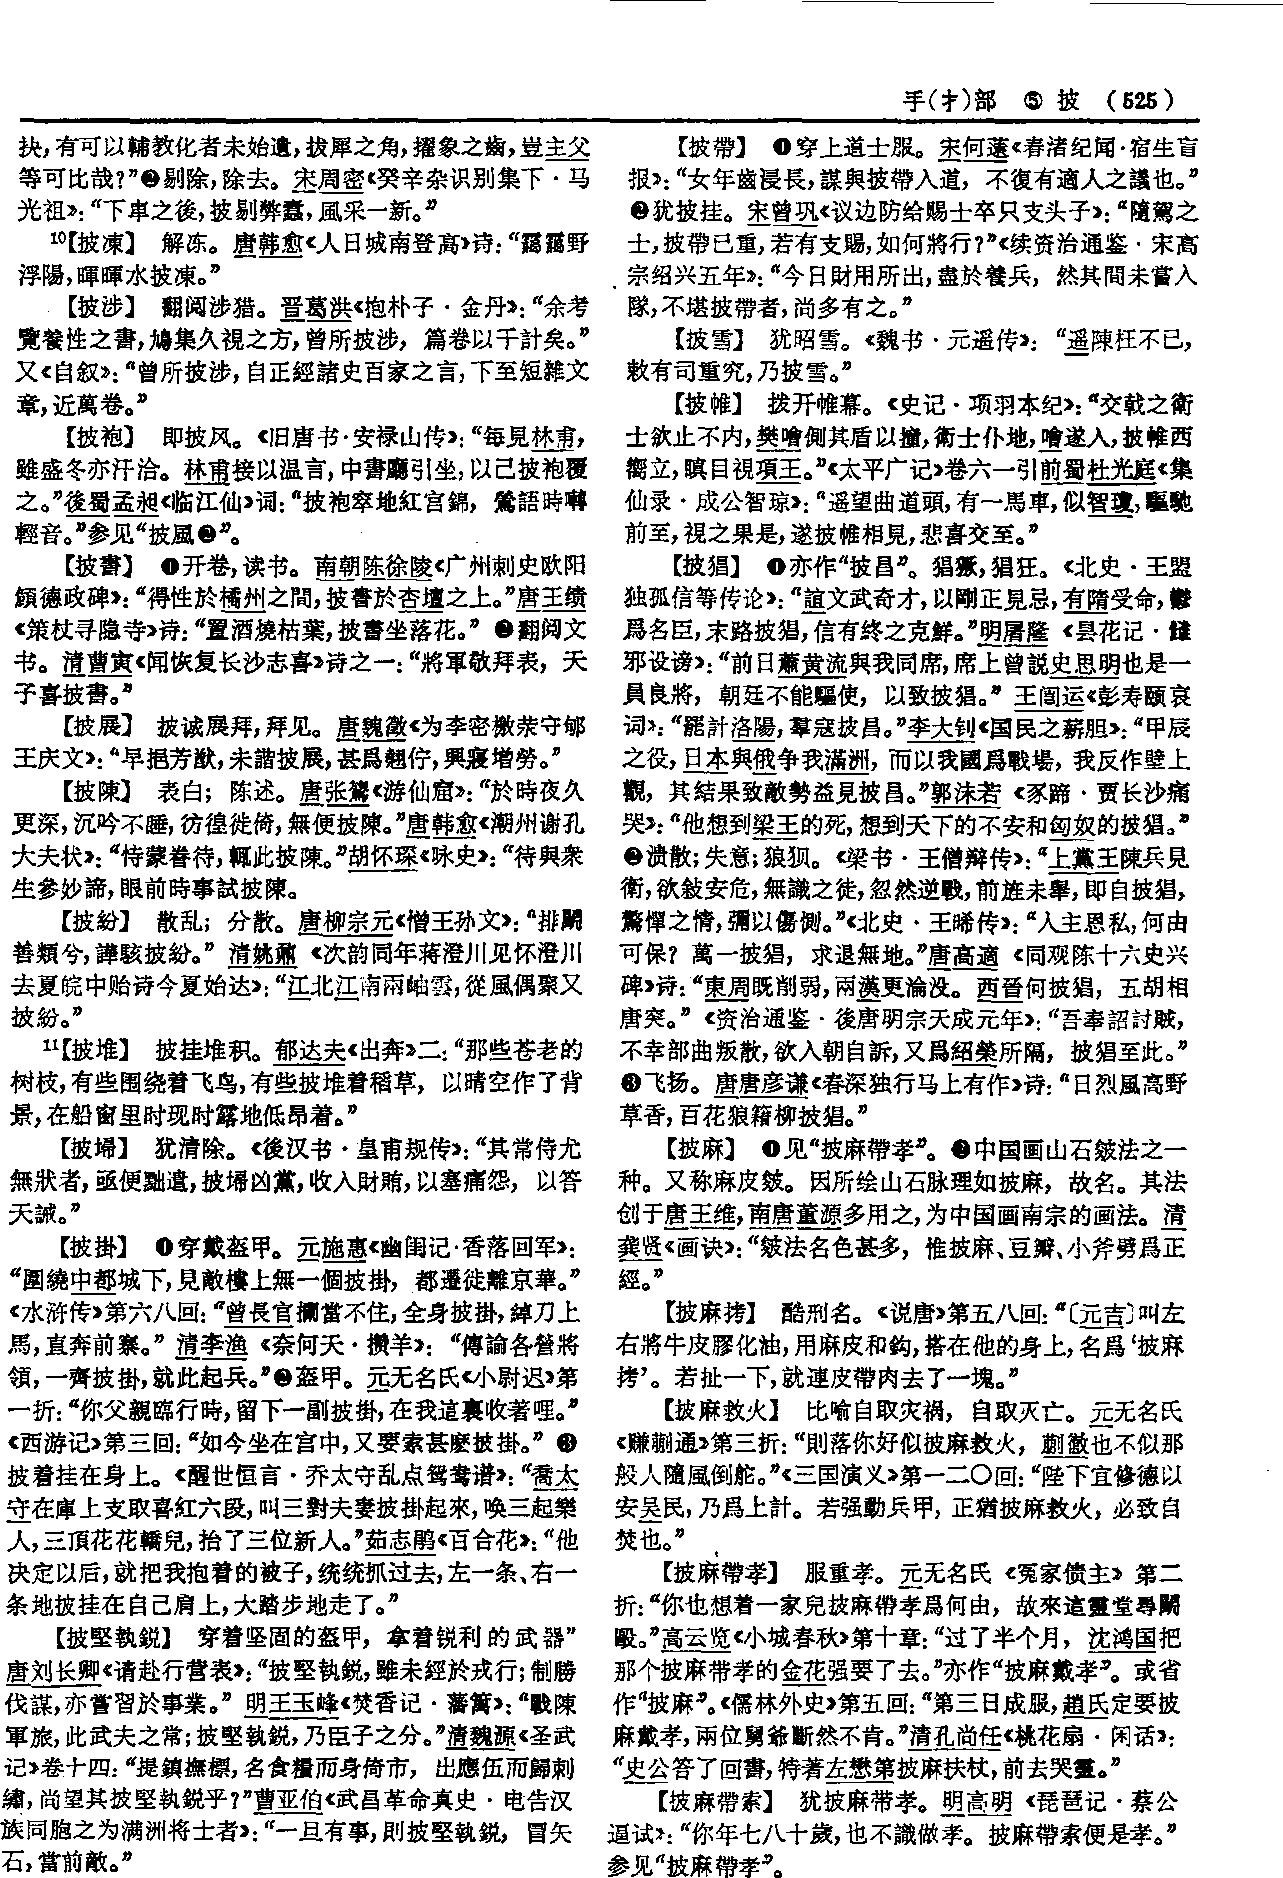 手(扌)部 ⑤ 披 (525)
抉,有可以輔教化者未始遺,拔犀之角,擢象之齒,豈主父
等可比哉?”❷剔除,除去。宋周密《癸辛杂识别集下·马
光祖》:“下車之後,披剔弊蠹,風采一新。”
¹⁰【披凍】 解冻。唐韩愈《人日城南登高》诗:“靄靄野
浮陽,暉暉水披凍。”
【披涉】 翻阅涉猎。晋葛洪《抱朴子·金丹》:“余考
覽養性之書,鳩集久視之方,曾所披涉,篇卷以千計矣。”
又《自叙》:“曾所披涉,自正經諸史百家之言,下至短雜文
章,近萬卷。”
【披袍】 即披风。《旧唐书·安禄山传》:“每見林甫,
雖盛冬亦汗洽。林甫接以温言,中書廳引坐,以己披袍覆
之。”後蜀孟昶《临江仙》词:“披袍窣地紅宫錦,鶯語時囀
輕音。”参见“披風❷”。
【披書】 ❶开卷,读书。南朝陈徐陵《广州刺史欧阳
頠德政碑》:“得性於橘州之間,披書於杏壇之上。”唐王绩
《策杖寻隐寺》诗:“置酒燒枯葉,披書坐落花。”❷翻阅文
书。清曹寅《闻恢复长沙志喜》诗之一:“將軍敬拜表,天
子喜披書。”
【披展】 披诚展拜,拜见。唐魏徵《为李密檄荥守郇
王庆文》:“早挹芳猷,未諧披展,甚爲翹佇,興寢增勞。”
【披陳】 表白;陈述。唐张鷟《游仙窟》:“於時夜久
更深,沉吟不睡,彷徨徙倚,無便披陳。”唐韩愈《潮州谢孔
大夫状》:“恃蒙眷待,輒此披陳。”胡怀琛《咏史》:“待與衆
生參妙諦,眼前時事試披陳。
【披紛】 散乱;分散。唐柳宗元《憎王孙文》:“排鬬
善類兮,譁駭披紛。”清姚鼐《次韵同年蒋澄川见怀澄川
去夏皖中贻诗今夏始达》:“江北江南兩岫雲,從風偶聚又
披紛。”
¹¹【披堆】 披挂堆积。郁达夫《出奔》二:“那些苍老的
树枝,有些围绕着飞鸟,有些披堆着稻草,以晴空作了背
景,在船窗里时现时露地低昂着。”
【披埽】 犹清除。《後汉书·皇甫规传》:“其常侍尤
無狀者,亟便黜遣,披埽凶黨,收入財賄,以塞痛怨,以答
天誠。”
【披掛】 ❶穿戴盔甲。元施惠《幽闺记·香落回军》:
“圍繞中都城下,見敵樓上無一個披掛,都遷徙離京華。”
《水浒传》第六八回:“曾長官攔當不住,全身披掛,綽刀上
馬,直奔前寨。”清李渔《奈何天·攒羊》:“傳諭各營將
領,一齊披掛,就此起兵。”❷盔甲。元无名氏《小尉迟》第
一折:“你父親臨行時,留下一副披掛,在我這裏收著哩。”
《西游记》第三回:“如今坐在宫中,又要索甚麽披掛。”❸
披着挂在身上。《醒世恒言·乔太守乱点鸳鸯谱》:“喬太
守在庫上支取喜紅六段,叫三對夫妻披掛起來,唤三起樂
人,三頂花花轎兒,抬了三位新人。”茹志鹃《百合花》:“他
决定以后,就把我抱着的被子,统统抓过去,左一条、右一
条地披挂在自己肩上,大踏步地走了。”
【披堅執鋭】 穿着坚固的盔甲,拿着锐利的武器”
唐刘长卿《请赴行营表》:“披堅執鋭,雖未經於戎行;制勝
伐謀,亦嘗習於事業。”明王玉峰《焚香记·藩篱》:“戰陳
軍旅,此武夫之常;披堅執鋭,乃臣子之分。”清魏源《圣武
记》卷十四:“提鎮撫標,名食糧而身倚市,出應伍而歸刺
繡,尚望其披堅執鋭乎?”曹亚伯《武昌革命真史·电告汉
族同胞之为满洲将士者》:“一旦有事,則披堅執鋭,冒矢
石,當前敵。”
【披帶】 ❶穿上道士服。宋何薳《春渚纪闻·宿生盲
报》:“女年齒浸長,謀與披帶入道,不復有適人之議也。”
❷犹披挂。宋曾巩《议边防给赐士卒只支头子》:“隨駕之
士,披帶已重,若有支賜,如何將行?”《续资治通鉴·宋高
宗绍兴五年》:“今日財用所出,盡於養兵,然其間未嘗入
隊,不堪披帶者,尚多有之。”
【披雪】 犹昭雪。《魏书·元遥传》:“遥陳枉不已,
敕有司重究,乃披雪。”
【披帷】 拨开帷幕。《史记·项羽本纪》:“交戟之衛
士欲止不内,樊噲側其盾以撞,衛士仆地,噲遂入,披帷西
嚮立,瞋目視項王。”《太平广记》卷六一引前蜀杜光庭《集
仙录·成公智琼》:“遥望曲道頭,有一馬車,似智瓊,驅馳
前至,視之果是,遂披帷相見,悲喜交至。”
【披猖】 ❶亦作“披昌”。猖獗,猖狂。《北史·王盟
独孤信等传论》:“誼文武奇才,以剛正見忌,有隋受命,鬱
爲名臣,末路披猖,信有終之克鮮。”明屠隆《昙花记·雠
邪设谤》:“前日蕭黄流與我同席,席上曾説史思明也是一
員良將,朝廷不能驅使,以致披猖。”王闿运《彭寿颐哀
词》:“罷計洛陽,羣寇披昌。”李大钊《国民之薪胆》:“甲辰
之役,日本與俄争我滿洲,而以我國爲戰場,我反作壁上
觀,其結果致敵勢益見披昌。”郭沫若《豕蹄·贾长沙痛
哭》:“他想到梁王的死,想到天下的不安和匈奴的披猖。”
❷溃散;失意;狼狈。《梁书·王僧辩传》:“上黨王陳兵見
衛,欲敍安危,無識之徒,忽然逆戰,前旌未舉,即自披猖,
驚憚之情,彌以傷惻。”《北史·王晞传》:“人主恩私,何由
可保?萬一披猖,求退無地。”唐高適《同观陈十六史兴
碑》诗:“東周既削弱,兩漢更淪没。西晉何披猖,五胡相
唐突。”《资治通鉴·後唐明宗天成元年》:“吾奉詔討賊,
不幸部曲叛散,欲入朝自訴,又爲紹榮所隔,披猖至此。”
❸飞扬。唐唐彦谦《春深独行马上有作》诗:“日烈風高野
草香,百花狼籍柳披猖。”
【披麻】 ❶见“披麻帶孝”。❷中国画山石皴法之一
种。又称麻皮皴。因所绘山石脉理如披麻,故名。其法
创于唐王维,南唐董源多用之,为中国画南宗的画法。清
龚贤《画诀》:“皴法名色甚多,惟披麻、豆瓣、小斧劈爲正
經。”
【披麻拷】 酷刑名。《说唐》第五八回:“〔元吉〕叫左
右將牛皮膠化油,用麻皮和鈎,搭在他的身上,名爲‘披麻
拷’。若扯一下,就連皮帶肉去了一塊。”
【披麻救火】 比喻自取灾祸,自取灭亡。元无名氏
《赚蒯通》第三折:“則落你好似披麻救火,蒯徹也不似那
般人隨風倒舵。”《三国演义》第一二〇回:“陛下宜修德以
安吴民,乃爲上計。若强動兵甲,正猶披麻救火,必致自
焚也。”
【披麻帶孝】 服重孝。元无名氏《冤家债主》第二
折:“你也想着一家兒披麻帶孝爲何由,故來這靈堂尋鬬
毆。”高云览《小城春秋》第十章:“过了半个月,沈鸿国把
那个披麻带孝的金花强要了去。”亦作“披麻戴孝”。或省
作“披麻”。《儒林外史》第五回:“第三日成服,趙氏定要披
麻戴孝,兩位舅爺斷然不肯。”清孔尚任《桃花扇·闲话》:
“史公答了回書,特著左懋第披麻扶杖,前去哭靈。”
【披麻帶索】 犹披麻带孝。明高明《琵琶记·蔡公
逼试》:“你年七八十歲,也不識做孝。披麻帶索便是孝。”
参见“披麻帶孝”。